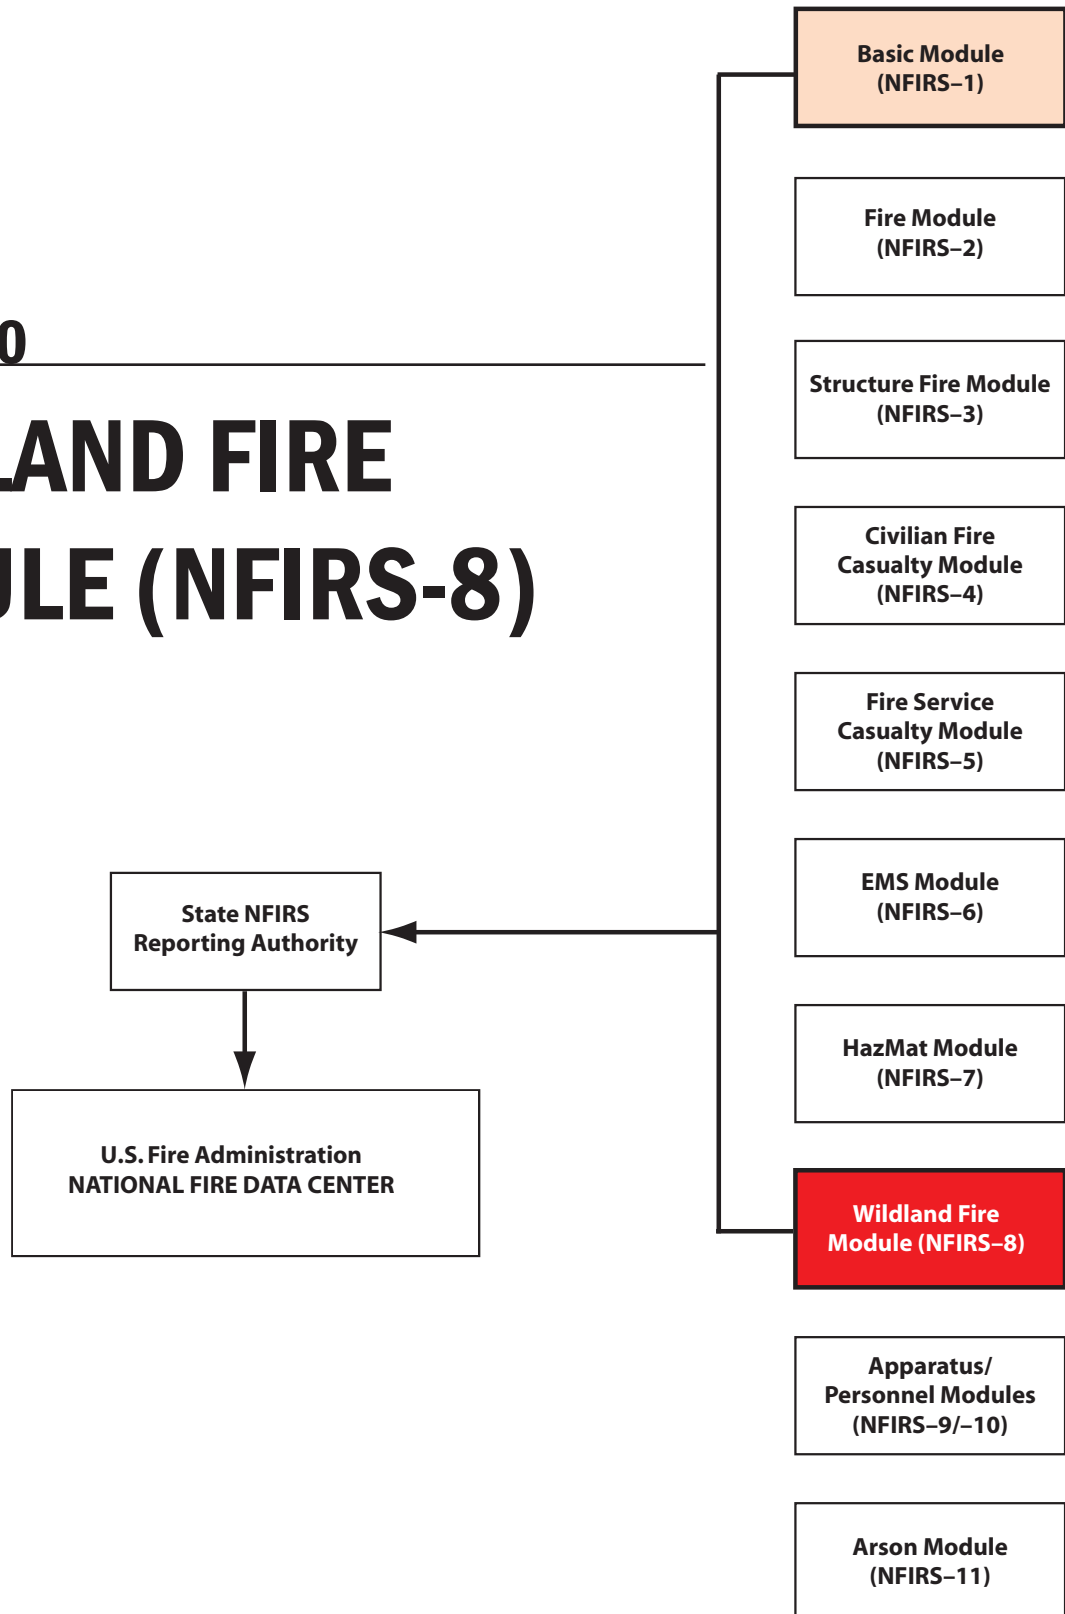 0
LAND FIRE
ULE (NFIRS-8)
Basic Module
(NFIRS–1)
Fire Module
(NFIRS–2)
Structure Fire Module
(NFIRS–3)
Civilian Fire
Casualty Module
(NFIRS–4)
Fire Service
Casualty Module
(NFIRS–5)
EMS Module
(NFIRS–6)
HazMat Module
(NFIRS–7)
Wildland Fire
Module (NFIRS–8)
Apparatus/
Personnel Modules
(NFIRS–9/–10)
Arson Module
(NFIRS–11)
State NFIRS
Reporting Authority
U.S. Fire Administration
NATIONAL FIRE DATA CENTER